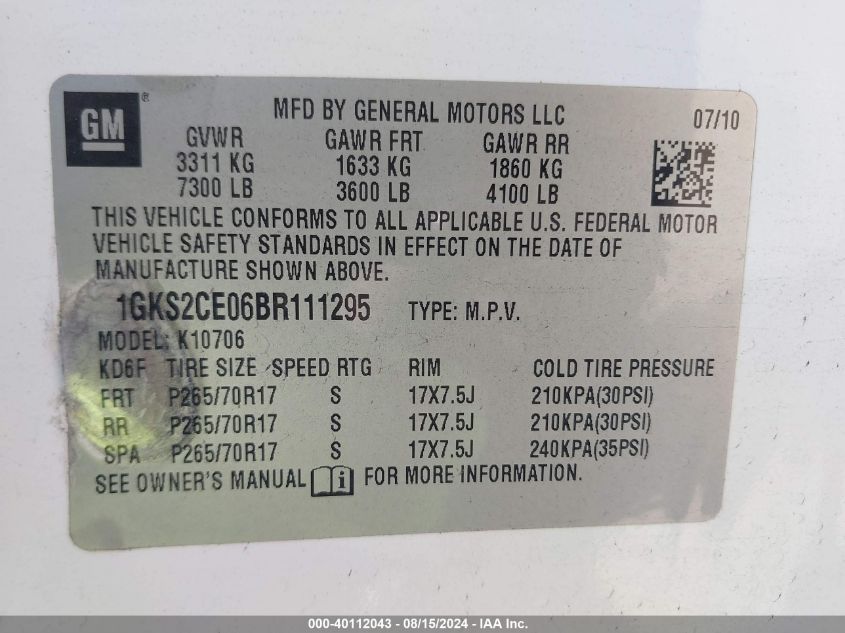 GM ®
MFD BY GENERAL MOTORS LLC
07/10
GVWR GAWR FRT GAWR RR
3311 KG 1633 KG 1860 KG
7300 LB 3600 LB 4100 LB
THIS VEHICLE CONFORMS TO ALL APPLICABLE U.S. FEDERAL MOTOR
VEHICLE SAFETY STANDARDS IN EFFECT ON THE DATE OF
MANUFACTURE SHOWN ABOVE.
1GKS2CE06BR111295 TYPE: M.P.V.
MODEL: K10706
KD6F TIRE SIZE SPEED RTG RIM COLD TIRE PRESSURE
FRT P265/70R17 S 17X7.5J 210KPA(30PSI)
RR P265/70R17 S 17X7.5J 210KPA(30PSI)
SPA P265/70R17 S 17X7.5J 240KPA(35PSI)
SEE OWNER'S MANUAL i FOR MORE INFORMATION.
000-40112043 - 08/15/2024 - IAA Inc.